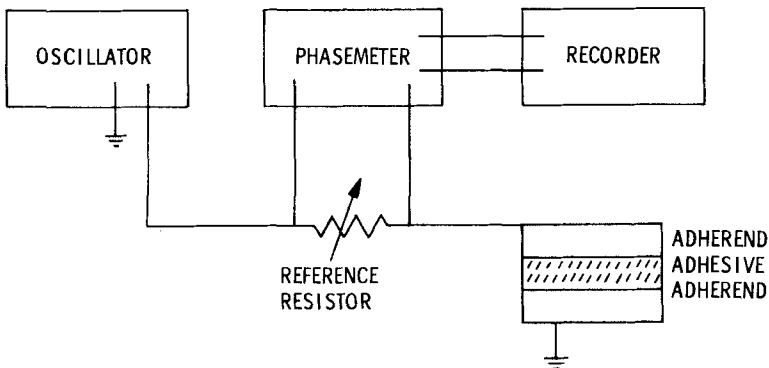 OSCILLATOR
PHASEMETER
RECORDER
REFERENCE
RESISTOR
ADHEREND
ADHESIVE
ADHEREND